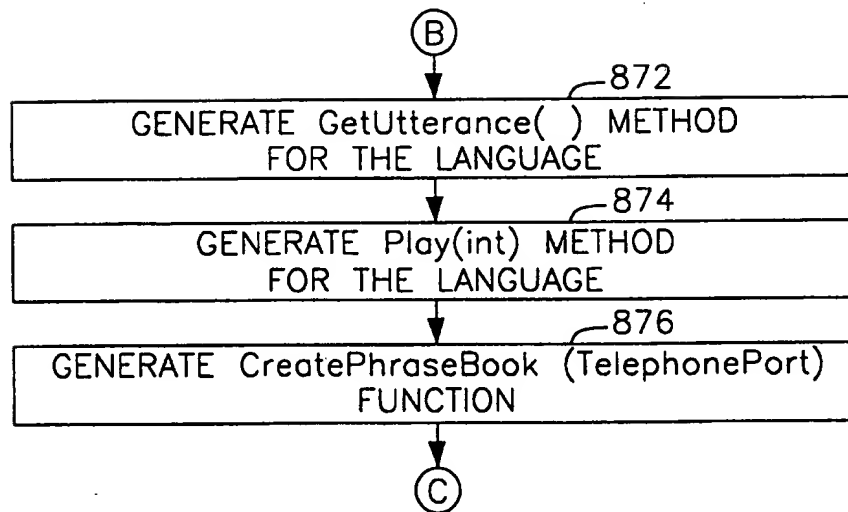 B
872
GENERATE GetUtterance( ) METHOD
FOR THE LANGUAGE
874
GENERATE Play(int) METHOD
FOR THE LANGUAGE
876
GENERATE CreatePhraseBook (TelephonePort)
FUNCTION
C